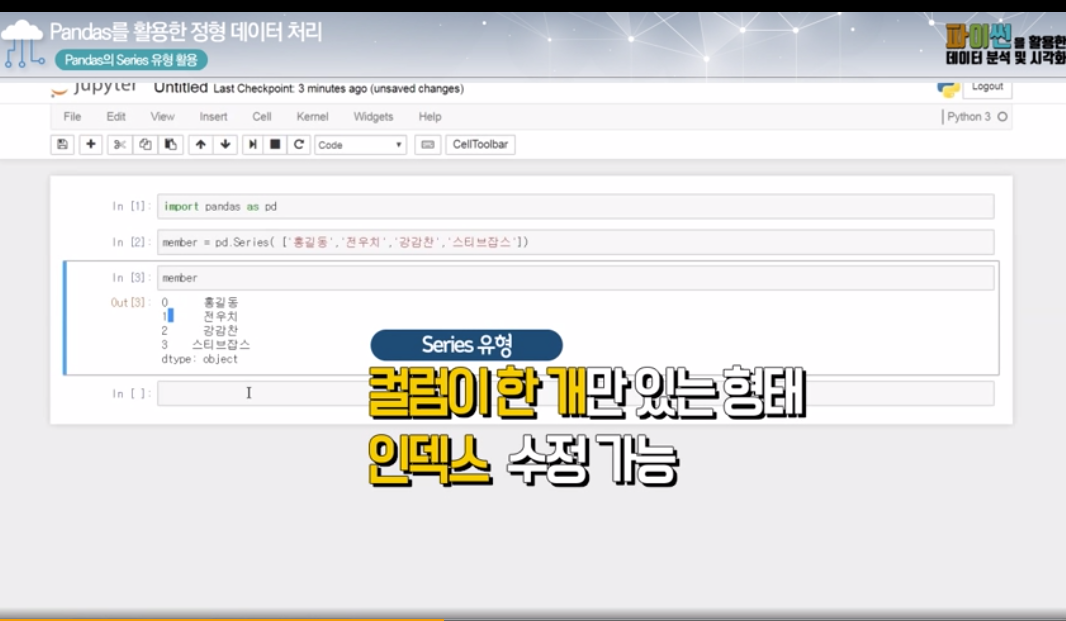 Pandas를 활용한 정형 데이터 처리
Pandas의 Series 유형 활용
파이썬을 활용한
데이터 분석 및 시각화
jupyter Untitled Last Checkpoint: 3 minutes ago (unsaved changes)
Logout
File Edit View Insert Cell Kernel Widgets Help
Python 3
Code CellToolbar
In [1]: import pandas as pd
In [2]: member = pd.Series( ['홍길동','전우치','강감찬','스티브잡스'])
In [3]: member
Out[3]: 0 홍길동
1 전우치
2 강감찬
3 스티브잡스
dtype: object
In [ ]:
Series 유형
컬럼이 한 개만 있는 형태
인덱스 수정 가능